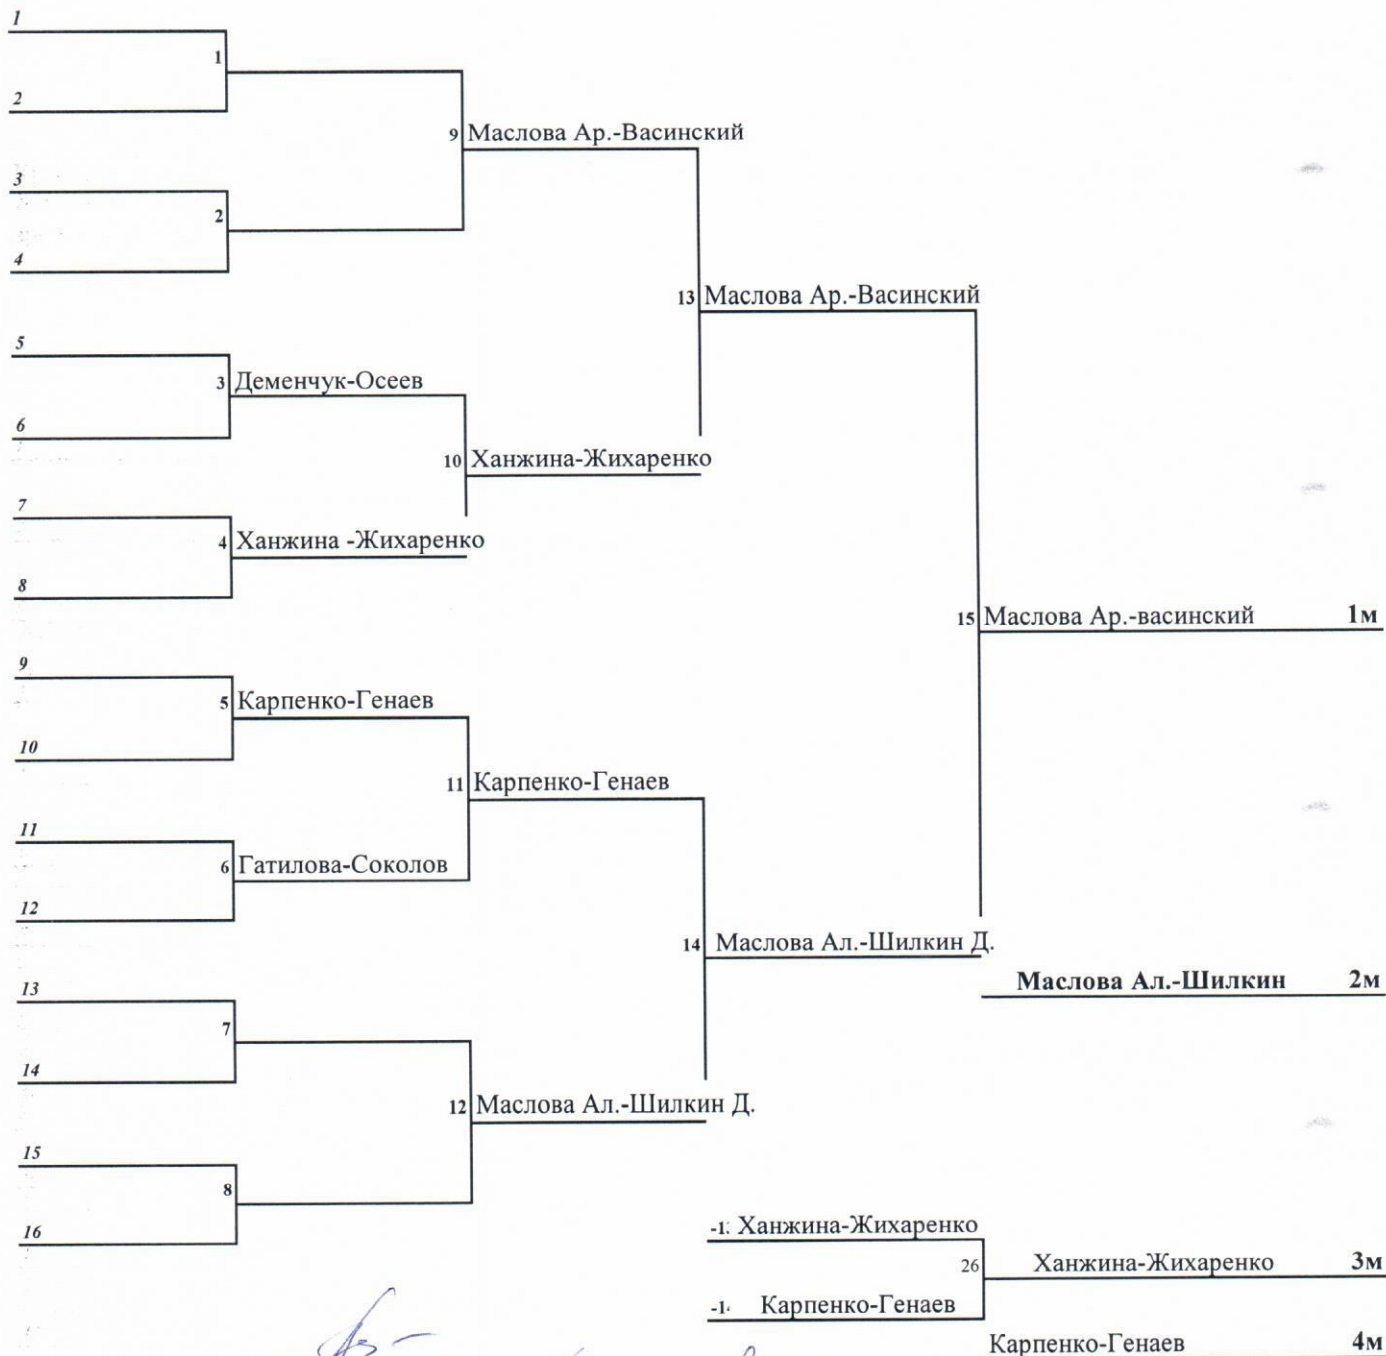 1
1
2
9 Маслова Ар.-Васинский
3
2
4
13 Маслова Ар.-Васинский
5
3 Деменчук-Осеев
6
10 Ханжина-Жихаренко
7
4 Ханжина -Жихаренко
8
15 Маслова Ар.-васинский 1м
9
5 Карпенко-Генаев
10
11 Карпенко-Генаев
11
6 Гатилова-Соколов
12
14 Маслова Ал.-Шилкин Д.
Маслова Ал.-Шилкин 2м
13
7
14
12 Маслова Ал.-Шилкин Д.
15
8
16
-1 Ханжина-Жихаренко
26 Ханжина-Жихаренко 3м
-1 Карпенко-Генаев
Карпенко-Генаев 4м